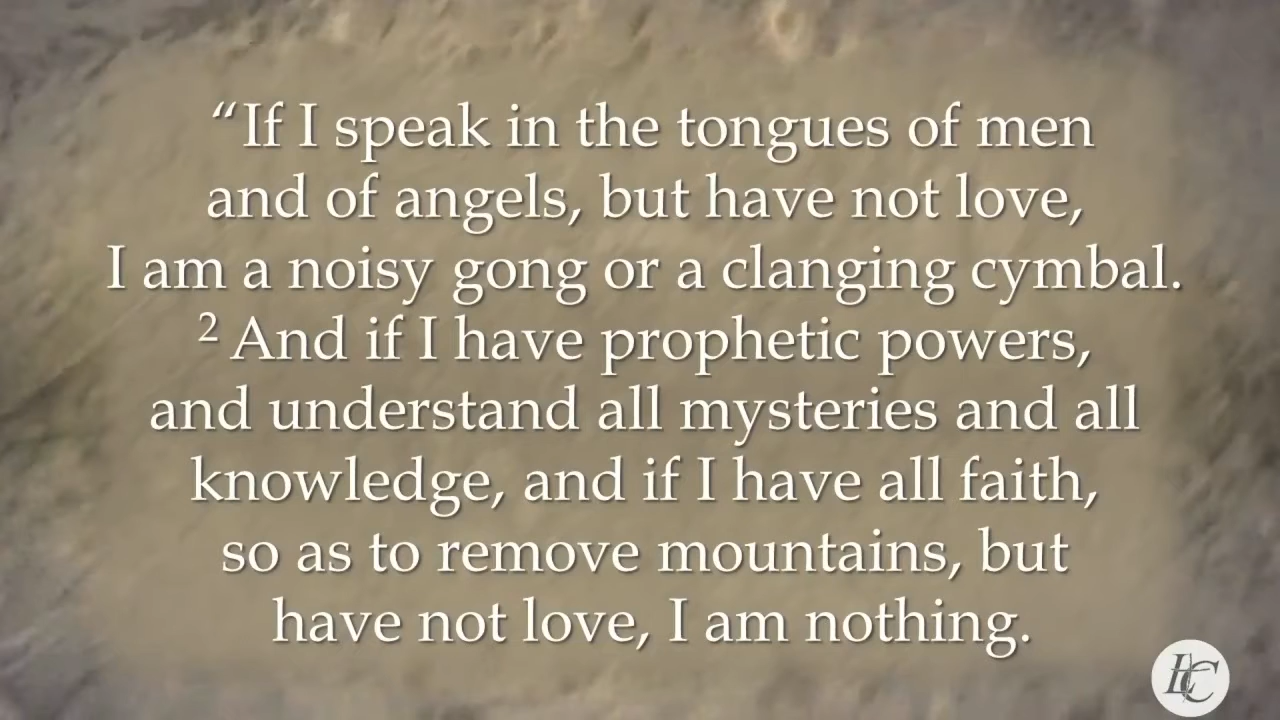 “If I speak in the tongues of men
and of angels, but have not love,
I am a noisy gong or a clanging cymbal.
2 And if I have prophetic powers,
and understand all mysteries and all
knowledge, and if I have all faith,
so as to remove mountains, but
have not love, I am nothing.